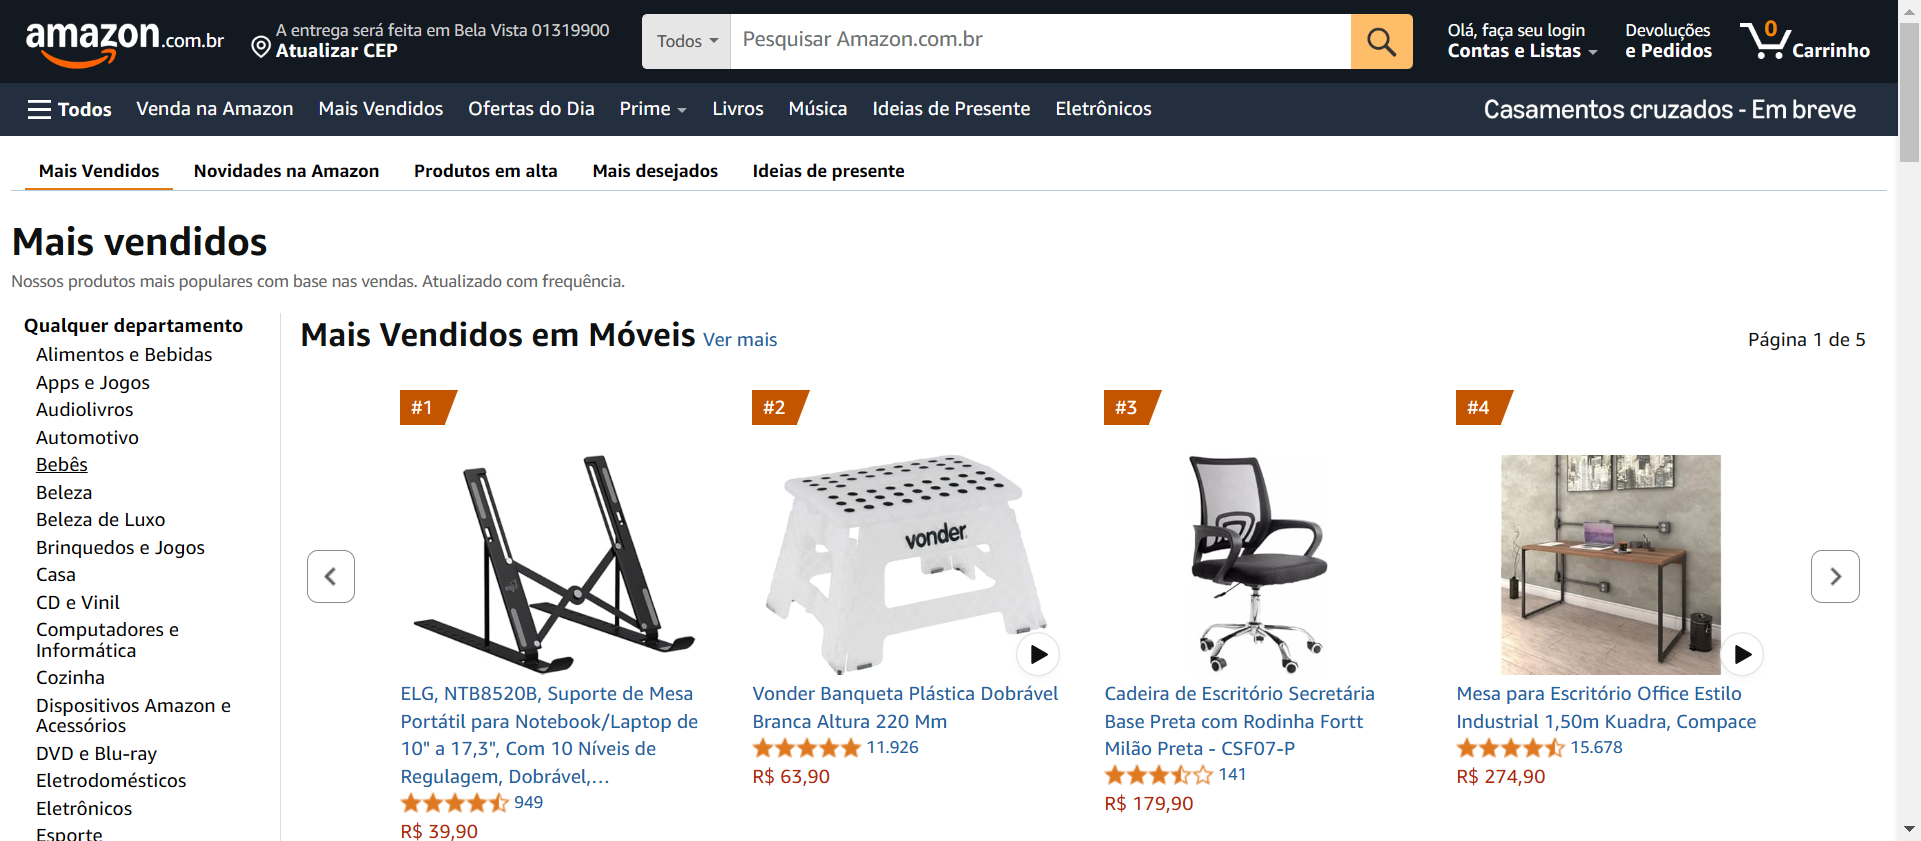 amazon.com.br
A entrega será feita em Bela Vista 01319900
Atualizar CEP
Todos
Pesquisar Amazon.com.br
Olá, faça seu login
Contas e Listas
Devoluções
e Pedidos
0
Carrinho
Todos
Venda na Amazon
Mais Vendidos
Ofertas do Dia
Prime
Livros
Música
Ideias de Presente
Eletrônicos
Casamentos cruzados - Em breve
Mais Vendidos
Novidades na Amazon
Produtos em alta
Mais desejados
Ideias de presente
Mais vendidos
Nossos produtos mais populares com base nas vendas. Atualizado com frequência.
Qualquer departamento
Alimentos e Bebidas
Apps e Jogos
Audiolivros
Automotivo
Bebês
Beleza
Beleza de Luxo
Brinquedos e Jogos
Casa
CD e Vinil
Computadores e
Informática
Cozinha
Dispositivos Amazon e
Acessórios
DVD e Blu-ray
Eletrodomésticos
Eletrônicos
Esporte
Mais Vendidos em Móveis Ver mais
Página 1 de 5
#1
ELG, NTB8520B, Suporte de Mesa
Portátil para Notebook/Laptop de
10" a 17,3", Com 10 Níveis de
Regulagem, Dobrável,…
949
R$ 39,90
#2
vonder
Vonder Banqueta Plástica Dobrável
Branca Altura 220 Mm
11.926
R$ 63,90
#3
Cadeira de Escritório Secretária
Base Preta com Rodinha Fortt
Milão Preta - CSF07-P
141
R$ 179,90
#4
Mesa para Escritório Office Estilo
Industrial 1,50m Kuadra, Compace
15.678
R$ 274,90